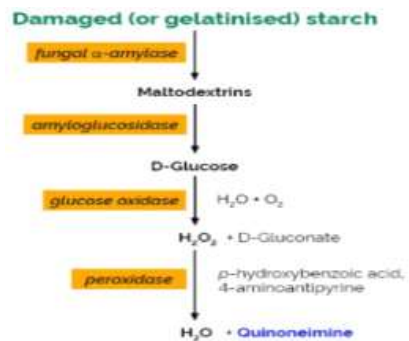 Damaged (or gelatinised) starch
fungal α-amylase
Maltodextrins
amyloglucosidase
D-Glucose
glucose oxidase H₂O + O₂
H₂O₂ + D-Gluconate
peroxidase p-hydroxybenzoic acid,
4-aminoantipyrine
H₂O + Quinoneimine